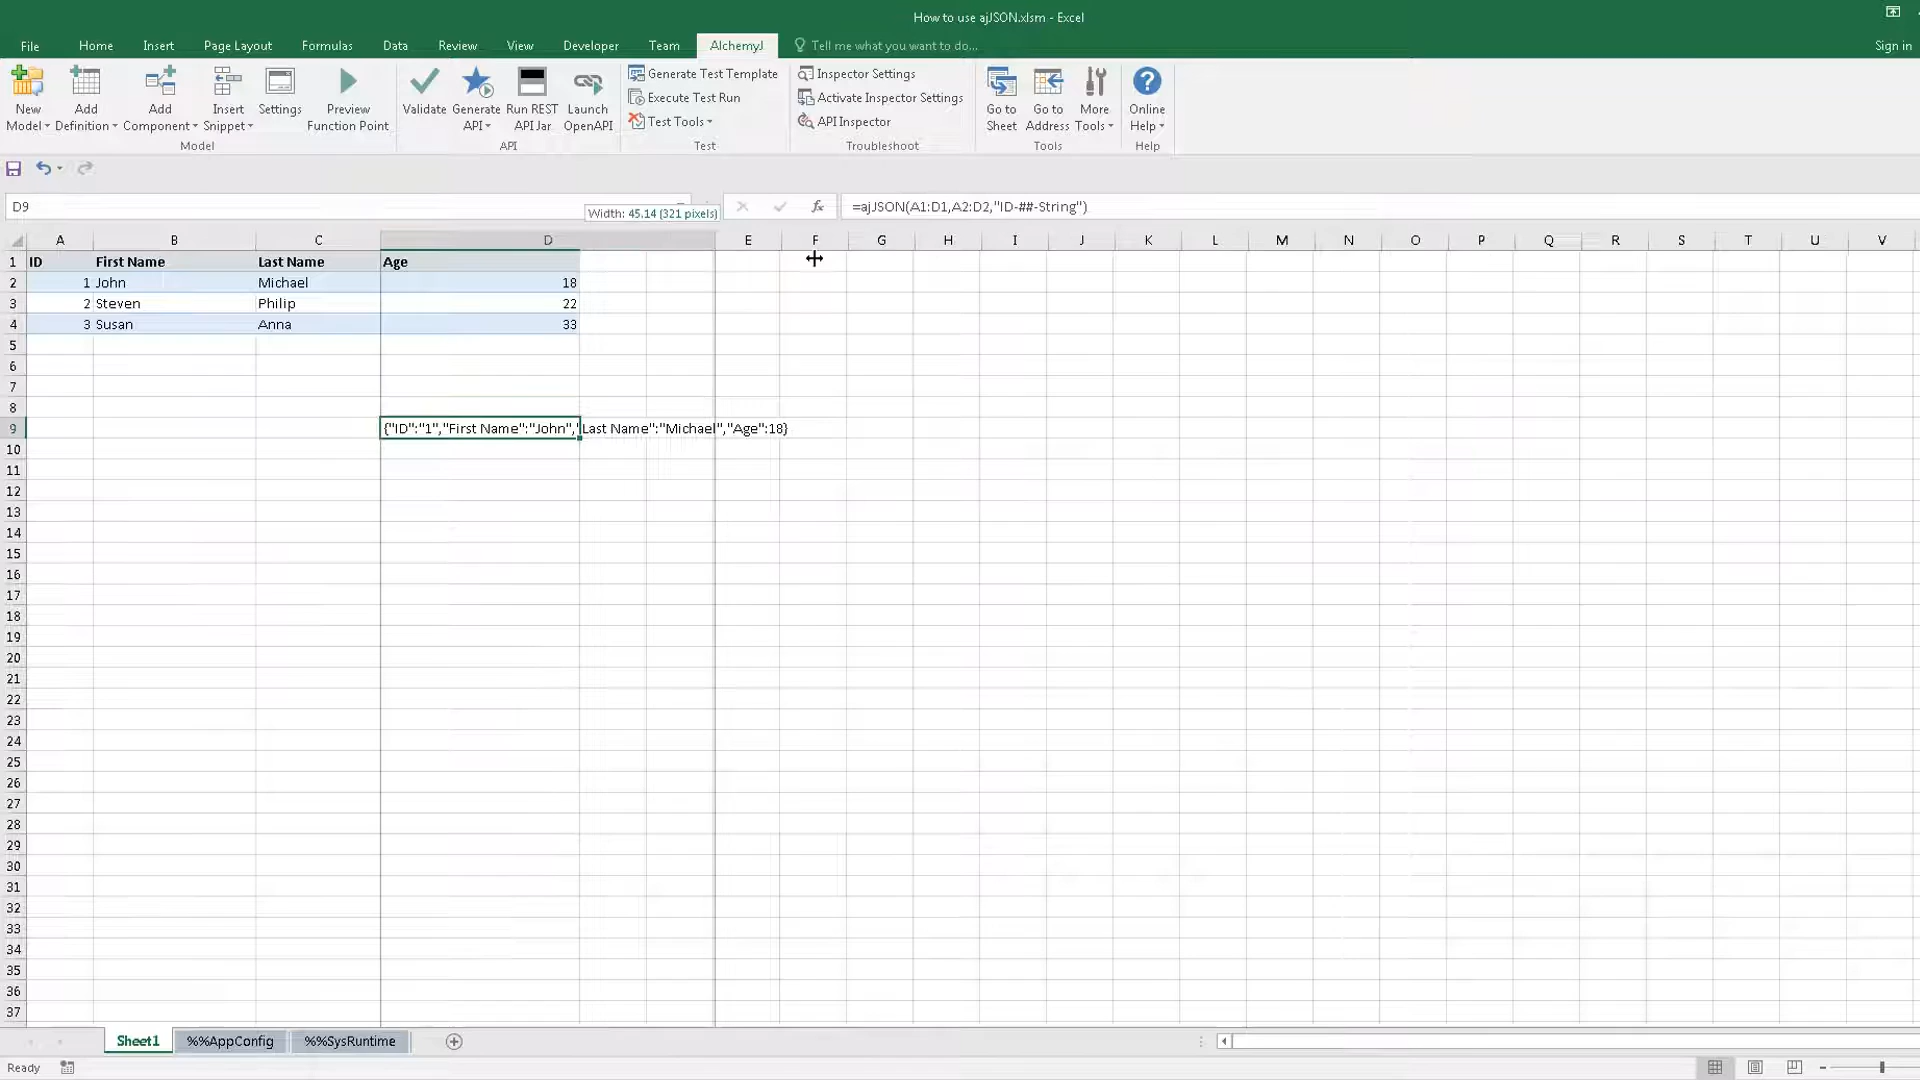 How to use ajJSON.xlsm - Excel
File Home Insert Page Layout Formulas Data Review View Developer Team AlchemyJ Tell me what you want to do... Sign in
New Model Add Definition Add Component Insert Snippet Settings Preview Function Point
Model
Validate Generate API Run REST API Jar Launch OpenAPI
API
Generate Test Template
Execute Test Run
Test Tools
Test
Inspector Settings
Activate Inspector Settings
API Inspector
Troubleshoot
Go to Sheet Go to Address More Tools
Tools
Online Help
Help
D9 Width: 45.14 (321 pixels) fx =ajJSON(A1:D1,A2:D2,"ID-##-String")
A B C D E F G H I J K L M N O P Q R S T U V
1 ID First Name Last Name Age
2 1 John Michael 18
3 2 Steven Philip 22
4 3 Susan Anna 33
5
6
7
8
9 {"ID":"1","First Name":"John","Last Name":"Michael","Age":18}
10
11
12
13
14
15
16
17
18
19
20
21
22
23
24
25
26
27
28
29
30
31
32
33
34
35
36
37
Sheet1 %%AppConfig %%SysRuntime
Ready